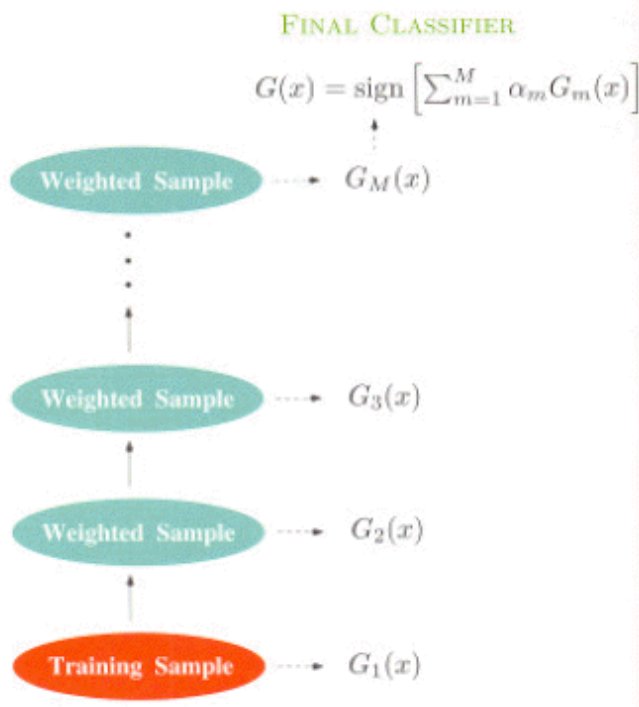 FINAL CLASSIFIER
G(x) = sign [∑_{m=1}^{M} α_m G_m(x)]
Weighted Sample G_M(x)
Weighted Sample G_3(x)
Weighted Sample G_2(x)
Training Sample G_1(x)